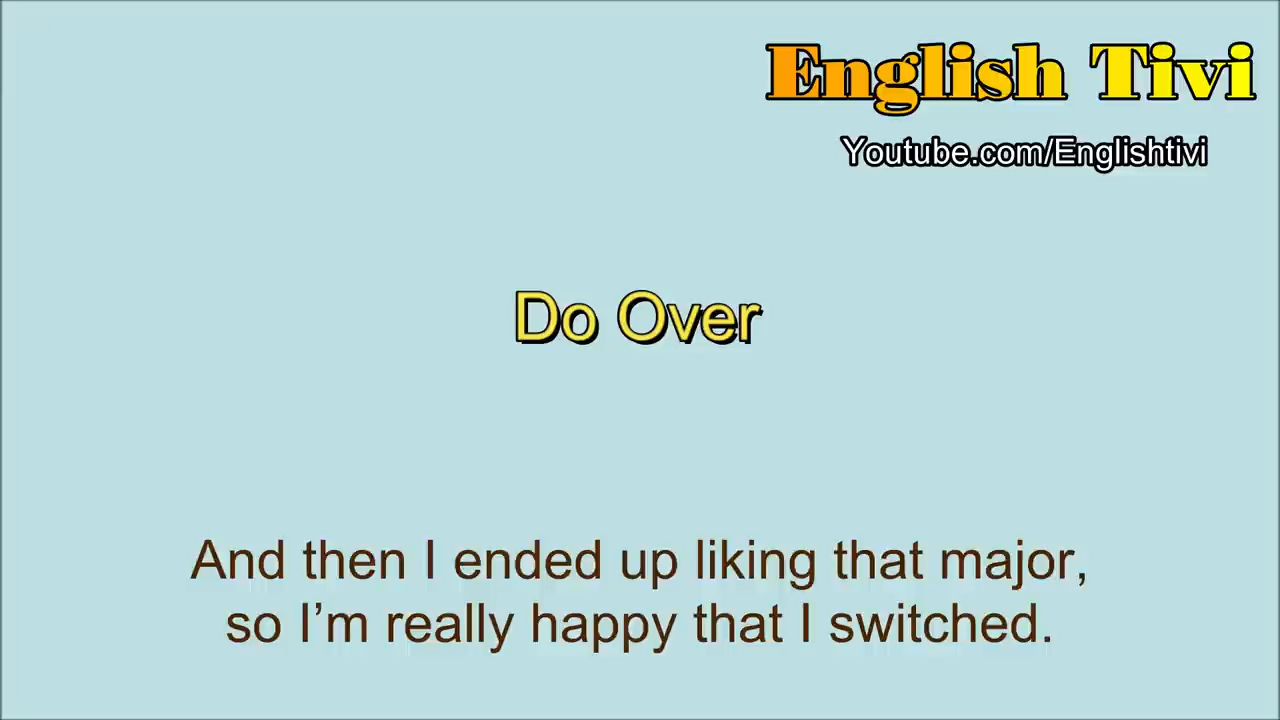 English Tivi
Youtube.com/Englishtivi
Do Over
And then I ended up liking that major,
so I’m really happy that I switched.